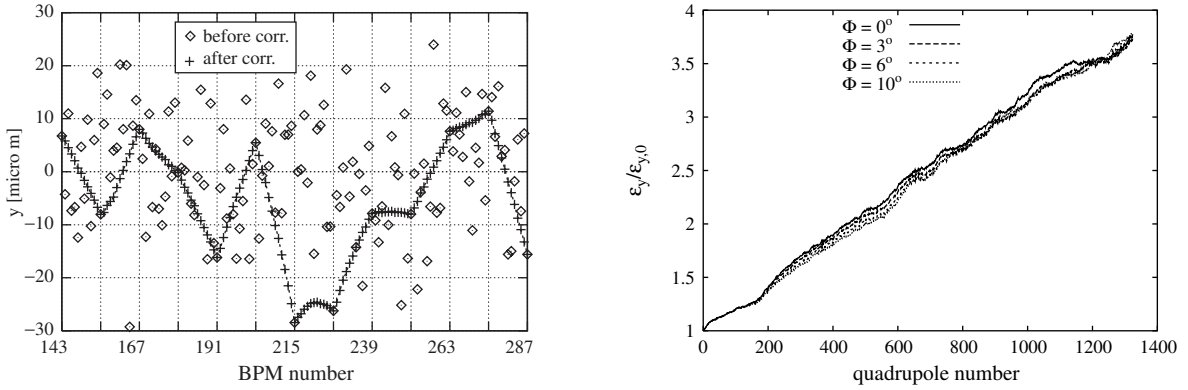 30
20
10
0
−10
−20
−30
y [micro m]
before corr.
after corr.
143 167 191 215 239 263 287
BPM number
4
3.5
3
2.5
2
1.5
1
εy/εy,0
Φ = 0°
Φ = 3°
Φ = 6°
Φ = 10°
0 200 400 600 800 1000 1200 1400
quadrupole number